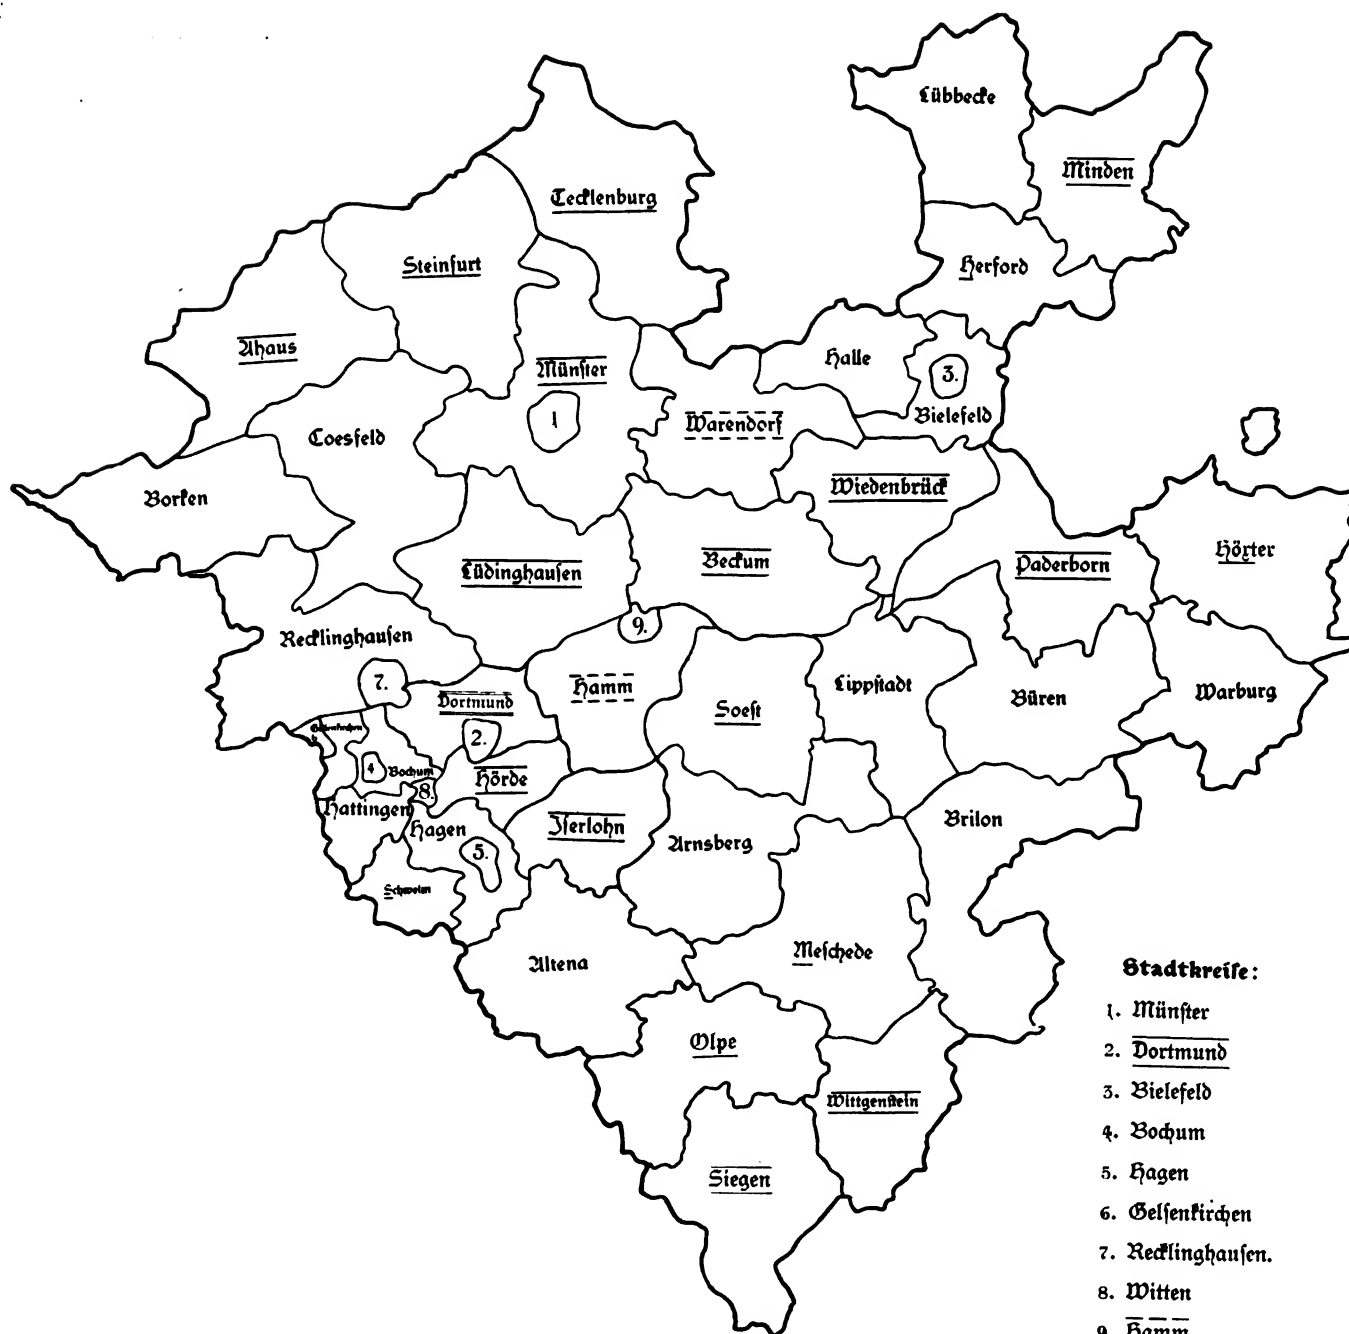 Lübbecke
Minden
Tecklenburg
Steinfurt
Herford
Ahaus
Halle
Münster
3.
1
Bielefeld
Warendorf
Coesfeld
Borken
Wiedenbrück
Höxter
Beckum
Paderborn
Lüdinghausen
9.
Recklinghausen
7.
Hamm
Lippstadt
Büren
Warburg
Dortmund
Soest
Gelsenkirchen
2.
4
Bochum
Hörde
8.
Hattingen
Hagen
Iserlohn
Brilon
Arnsberg
5.
Schwelm
Altena
Meschede
Olpe
Wittgenstein
Siegen
Stadtkreise:
1. Münster
2. Dortmund
3. Bielefeld
4. Bochum
5. Hagen
6. Gelsenkirchen
7. Recklinghausen.
8. Witten
9. Hamm